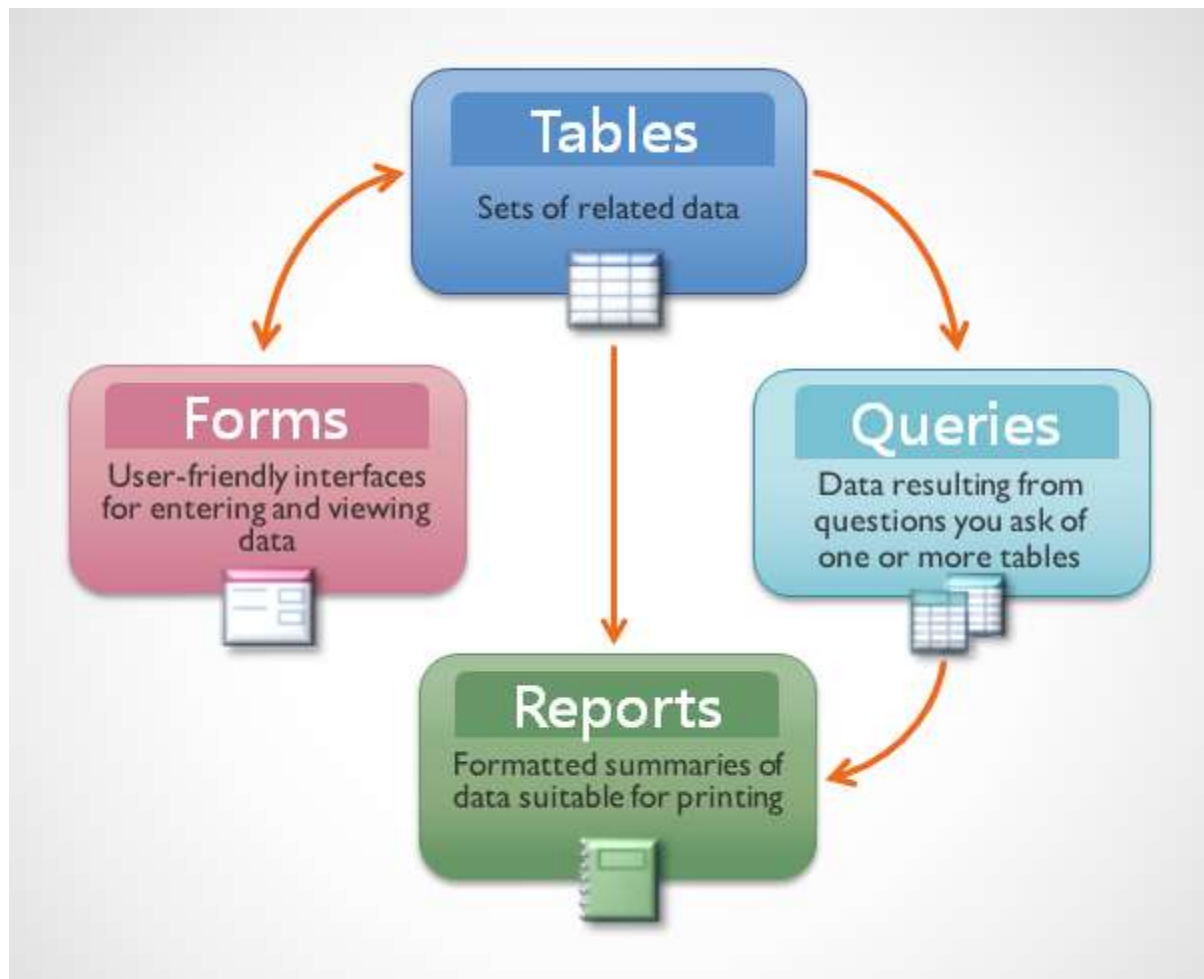 Tables
Sets of related data
Forms
User-friendly interfaces
for entering and viewing
data
Queries
Data resulting from
questions you ask of
one or more tables
Reports
Formatted summaries of
data suitable for printing